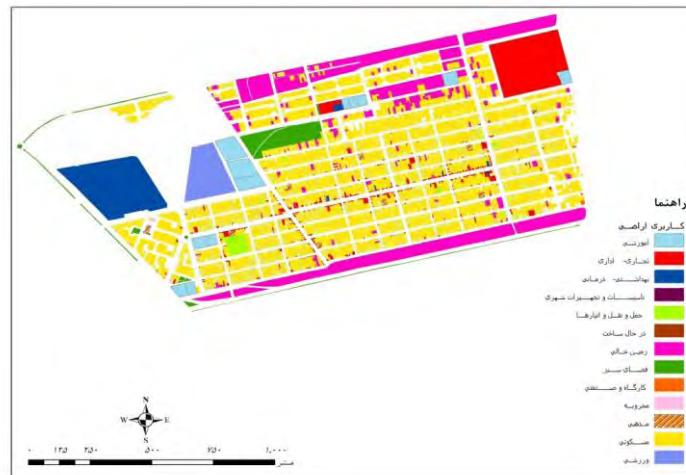 راهنما
کاربری اراضی
آموزشی
تجاری- اداری
بهداشتی- درمانی
تاسیسات و تجهیزات شهری
حمل و نقل و انبارها
در حال ساخت
زمین خالی
فضای سبز
کارگاه و صنعتی
مخروبه
مذهبی
مسکونی
ورزشی
N
W E
S
۰ ۱۲۵ ۲۵۰ ۵۰۰ ۷۵۰ ۱,۰۰۰
متر